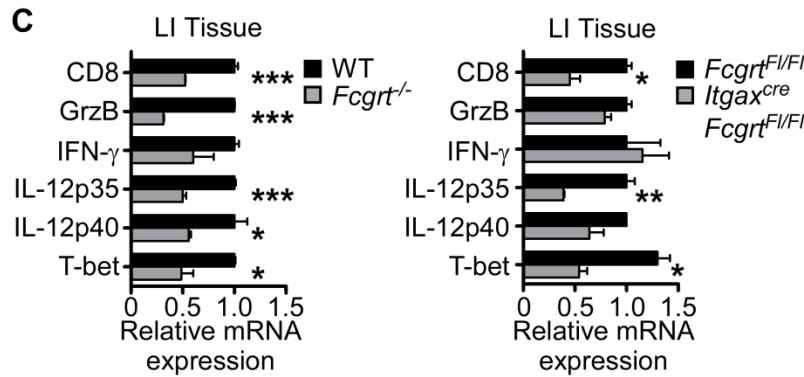 C
LI Tissue
CD8
***
GrzB
***
IFN-γ
IL-12p35
***
IL-12p40
*
T-bet
*
0 0.5 1.0 1.5
Relative mRNA
expression
WT
Fcgrt-/-
LI Tissue
CD8
*
GrzB
IFN-γ
IL-12p35
**
IL-12p40
T-bet
*
0 0.5 1.0 1.5
Relative mRNA
expression
FcgrtFl/Fl
Itgaxcre
FcgrtFl/Fl